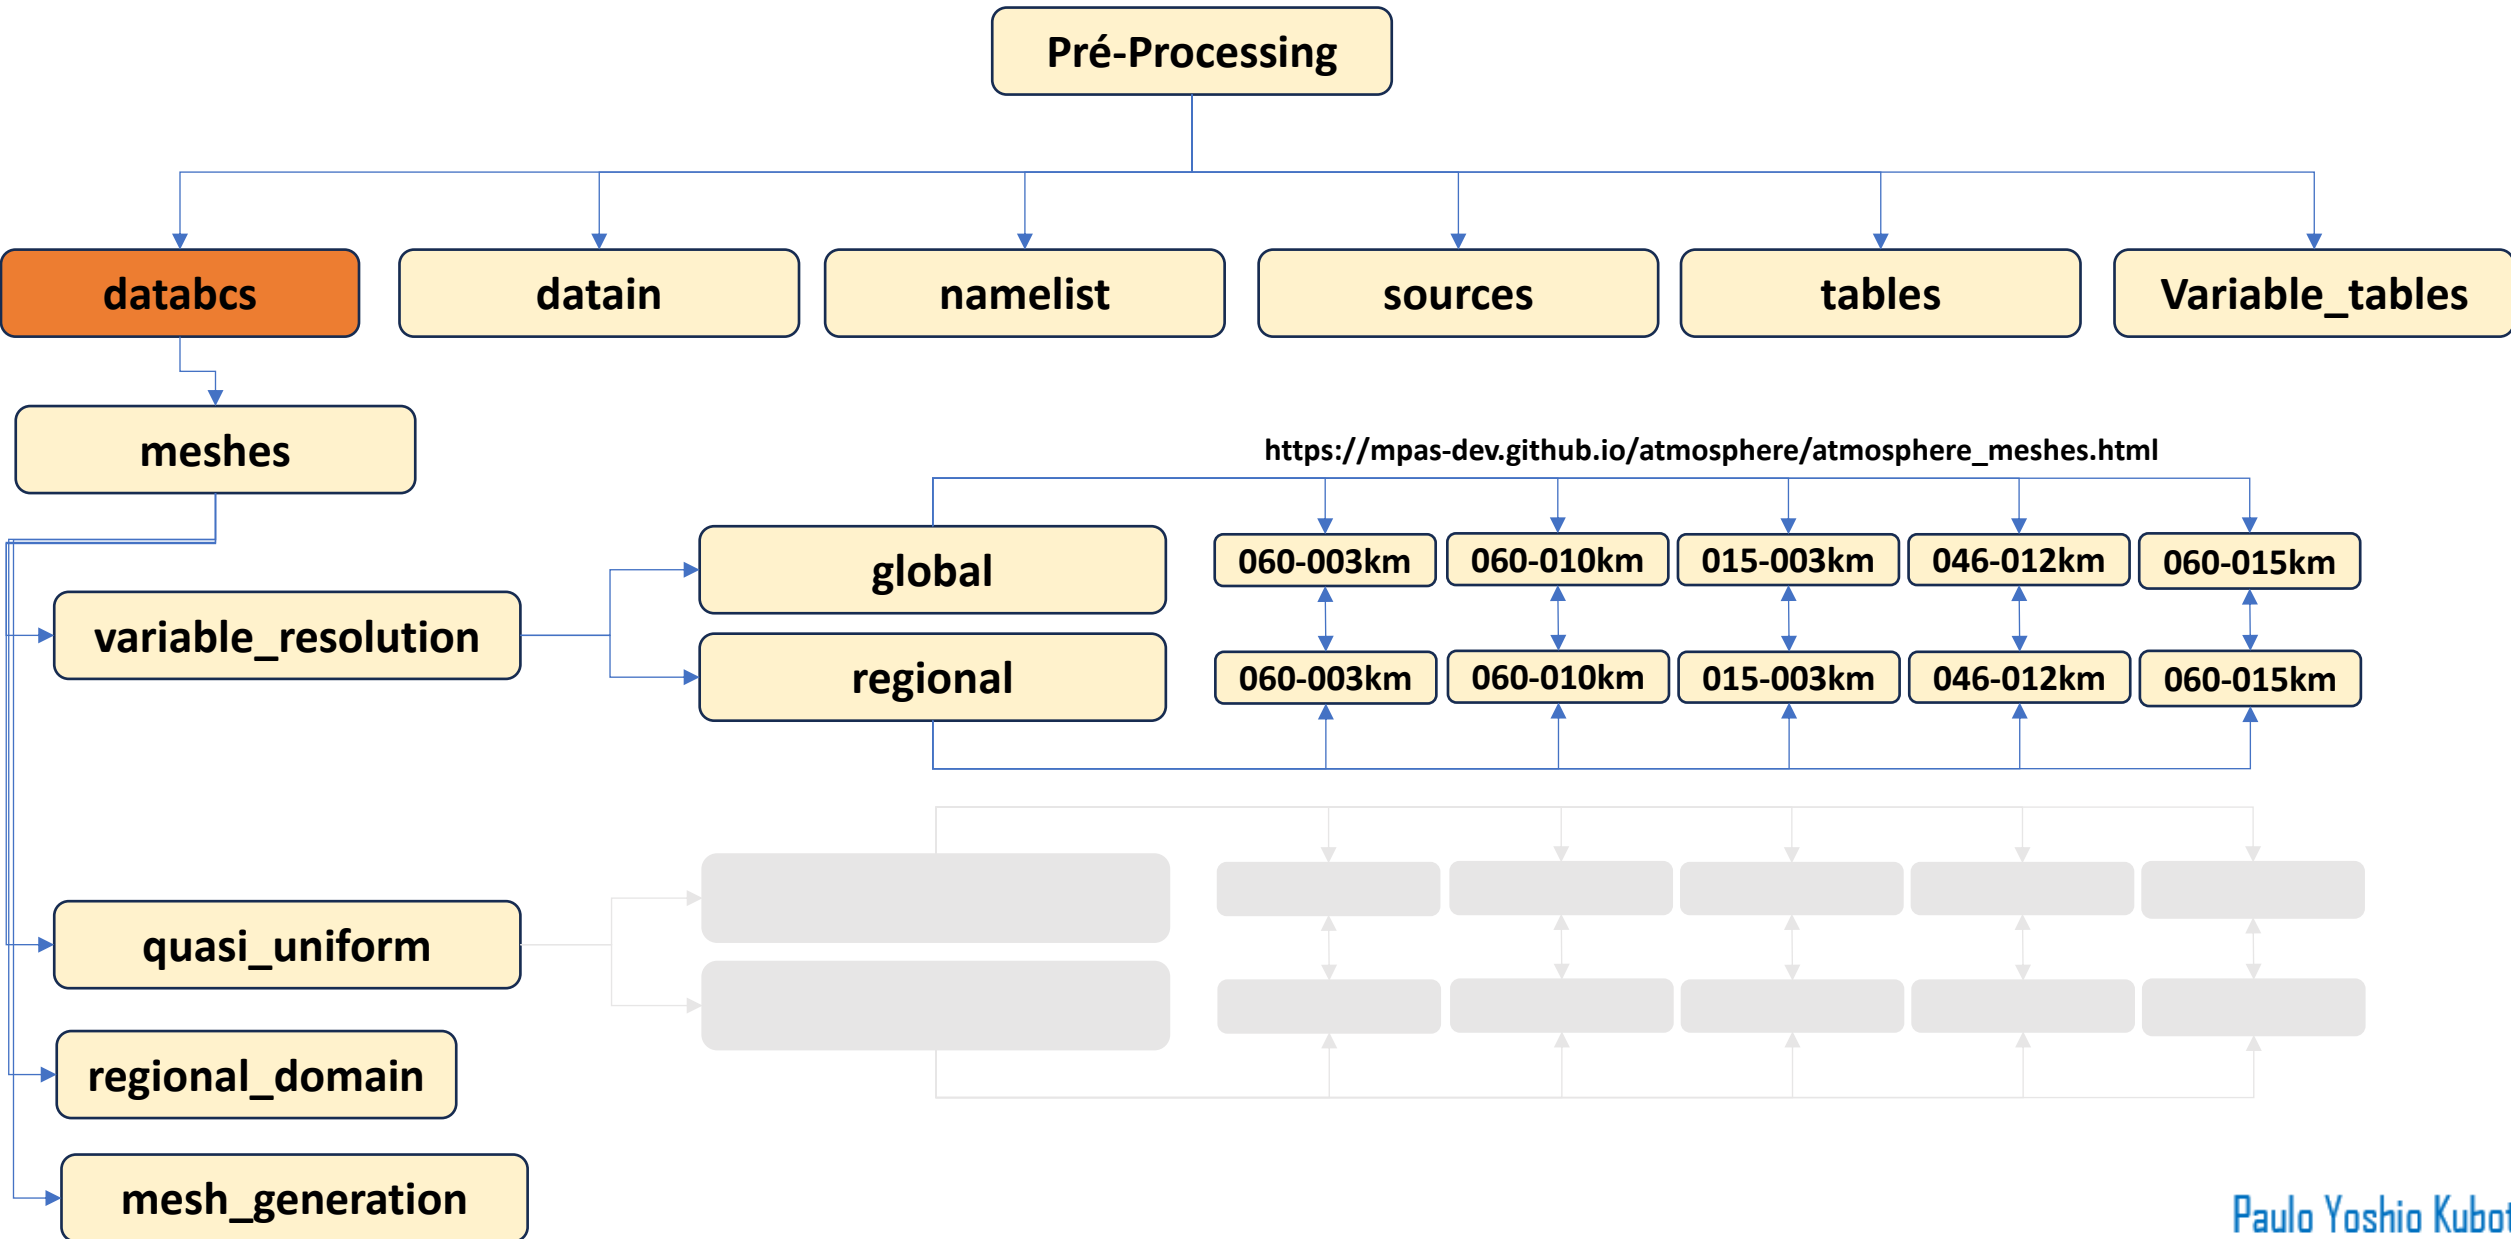 Pré-Processing
databcs
datain
namelist
sources
tables
Variable_tables
meshes
https://mpas-dev.github.io/atmosphere/atmosphere_meshes.html
global
060-003km
060-010km
015-003km
046-012km
060-015km
variable_resolution
regional
060-003km
060-010km
015-003km
046-012km
060-015km
quasi_uniform
regional_domain
mesh_generation
Paulo Yoshio Kubot